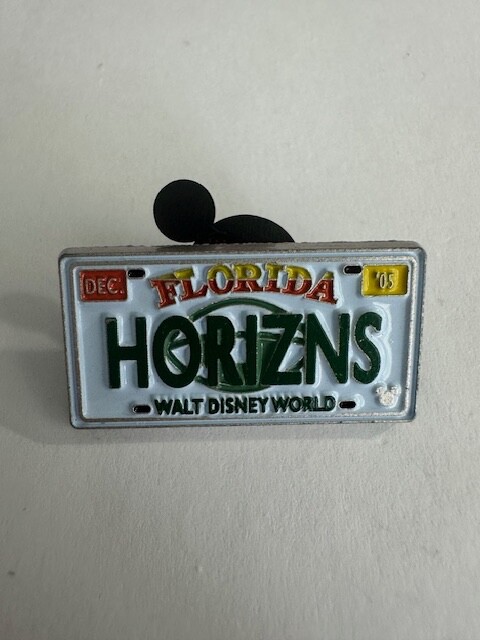 DEC. FLORIDA '05
HORIZNS
WALT DISNEY WORLD